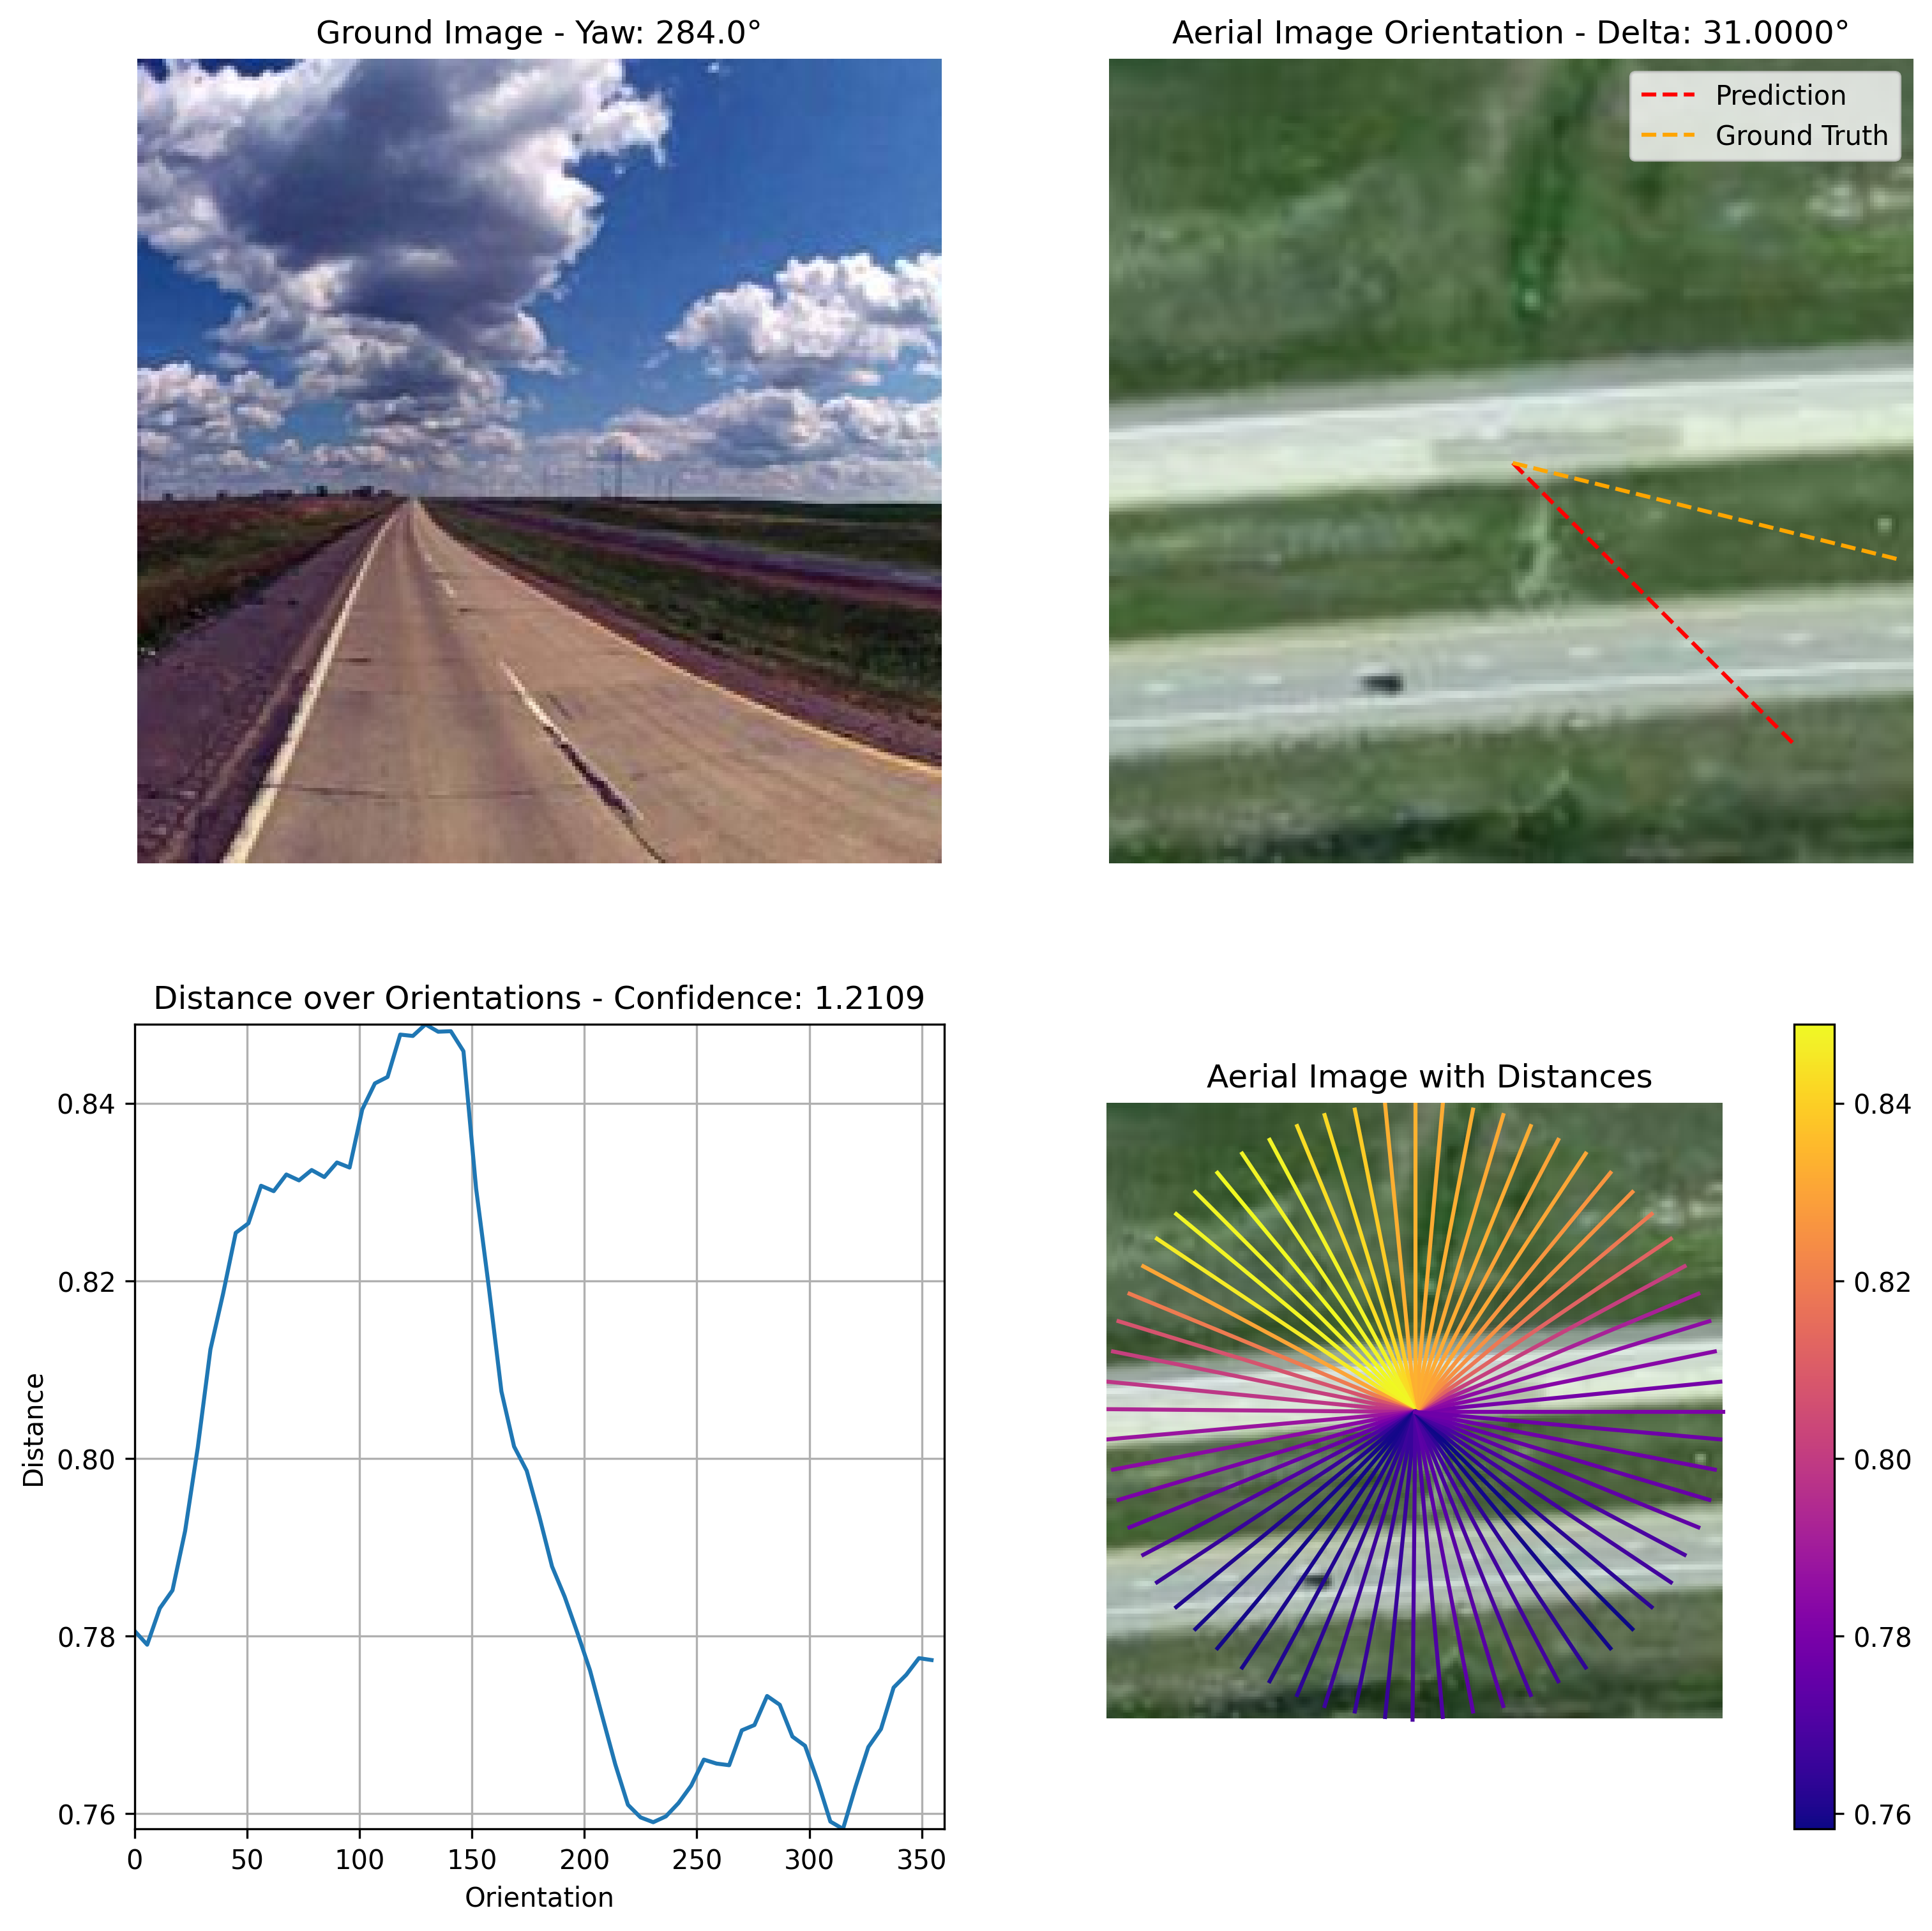 Ground Image - Yaw: 284.0°
Aerial Image Orientation - Delta: 31.0000°
Prediction
Ground Truth
Distance over Orientations - Confidence: 1.2109
0.84
0.82
0.80
0.78
0.76
Distance
0
50
100
150
200
250
300
350
Orientation
Aerial Image with Distances
0.84
0.82
0.80
0.78
0.76